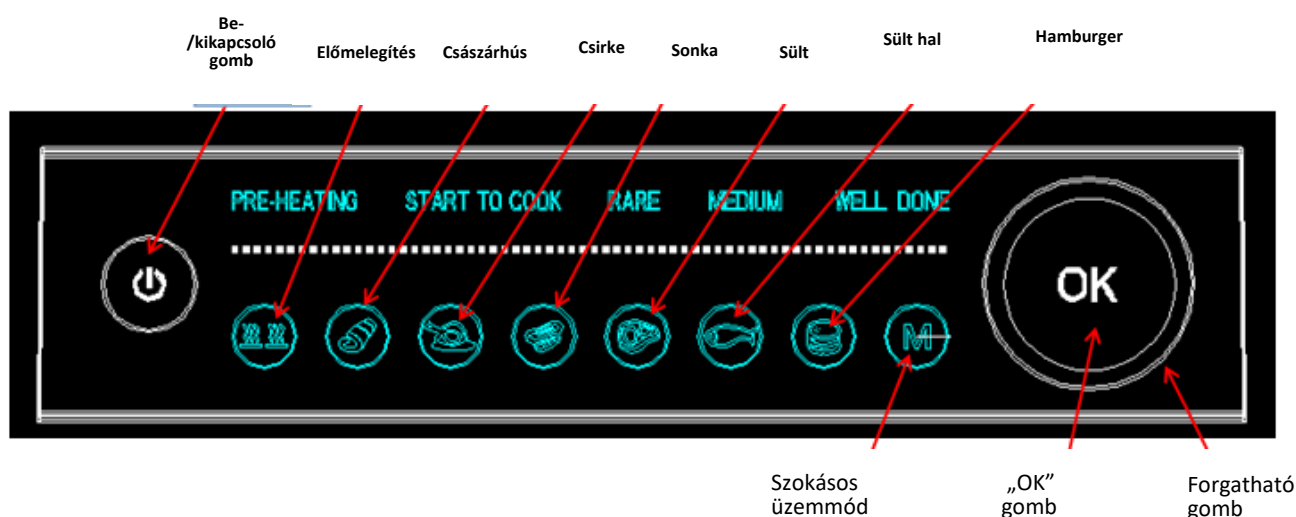 Be-
/kikapcsoló
gomb
Előmelegítés
Császárhús
Csirke
Sonka
Sült
Sült hal
Hamburger
PRE-HEATING START TO COOK RARE MEDIUM WELL DONE
OK
M
Szokásos
üzemmód
„OK”
gomb
Forgatható
gomb